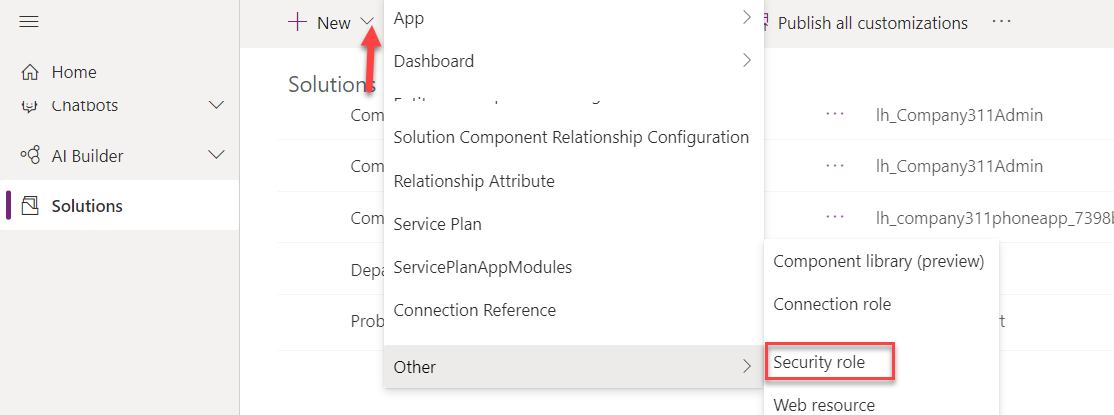 New
App
Publish all customizations
Home
Dashboard
Solutions
Chatbots
Com
lh_Company311Admin
Solution Component Relationship Configuration
AI Builder
Com
lh_Company311Admin
Relationship Attribute
Solutions
Com
Service Plan
lh_company311phoneapp_7398b
Depa
ServicePlanAppModules
Component library (preview)
Prob
Connection Reference
Connection role
t
Other
Security role
Web resource